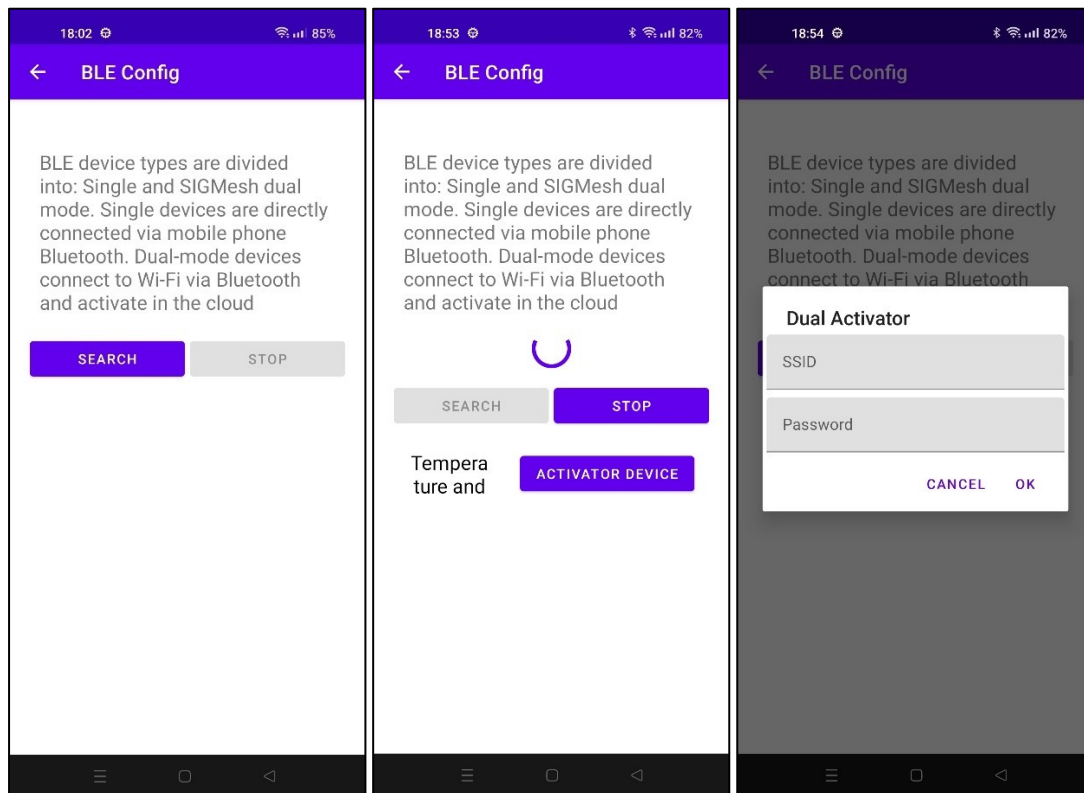 18:02 85%
BLE Config
BLE device types are divided
into: Single and SIGMesh dual
mode. Single devices are directly
connected via mobile phone
Bluetooth. Dual-mode devices
connect to Wi-Fi via Bluetooth
and activate in the cloud
SEARCH STOP
18:53 82%
BLE Config
BLE device types are divided
into: Single and SIGMesh dual
mode. Single devices are directly
connected via mobile phone
Bluetooth. Dual-mode devices
connect to Wi-Fi via Bluetooth
and activate in the cloud
SEARCH STOP
Tempera
ture and
ACTIVATOR DEVICE
18:54 82%
BLE Config
BLE device types are divided
into: Single and SIGMesh dual
mode. Single devices are directly
connected via mobile phone
Bluetooth. Dual-mode devices
connect to Wi-Fi via Bluetooth
Dual Activator
SSID
Password
CANCEL OK